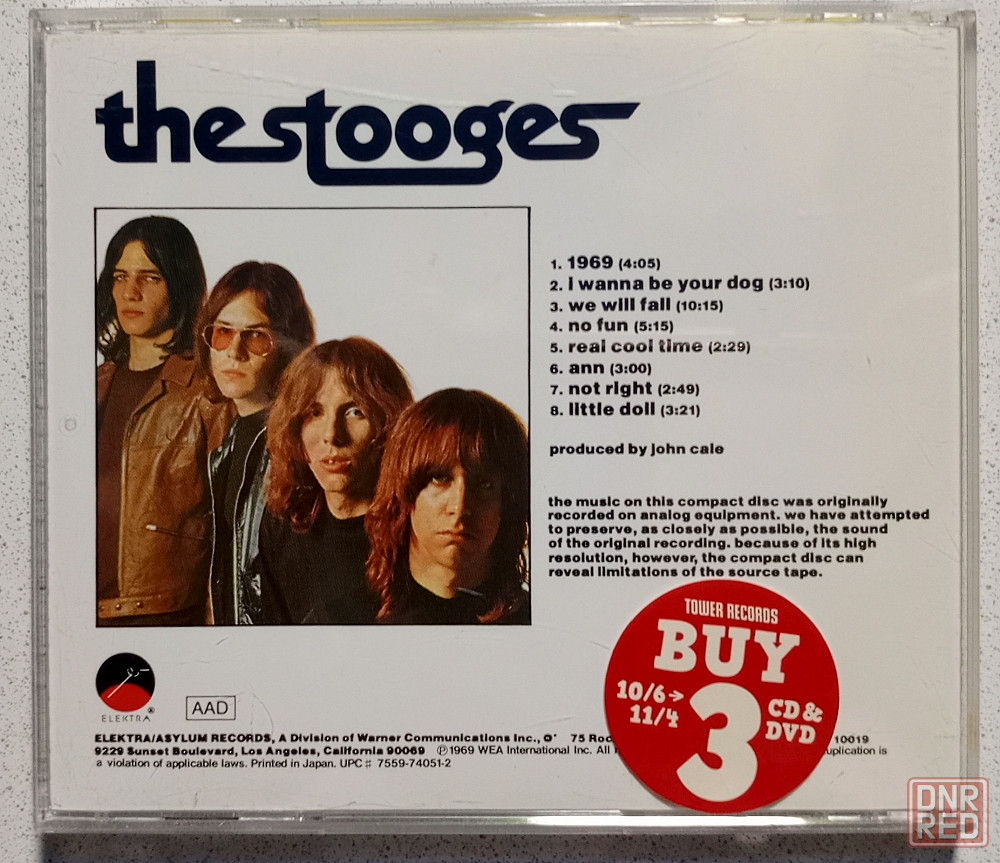 the stooges
1. 1969 (4:05)
2. i wanna be your dog (3:10)
3. we will fall (10:15)
4. no fun (5:15)
5. real cool time (2:29)
6. ann (3:00)
7. not right (2:49)
8. little doll (3:21)
produced by john cale
the music on this compact disc was originally
recorded on analog equipment. we have attempted
to preserve, as closely as possible, the sound
of the original recording. because of its high
resolution, however, the compact disc can
reveal limitations of the source tape.
TOWER RECORDS
BUY
3
10/6→
11/4
CD &
DVD
ELEKTRA®
AAD
ELEKTRA/ASYLUM RECORDS, A Division of Warner Communications Inc., 75 10019
9229 Sunset Boulevard, Los Angeles, California 90069 ℗1969 WEA International Inc. All
a violation of applicable laws. Printed in Japan. UPC # 7559-74051-2
DNR
RED